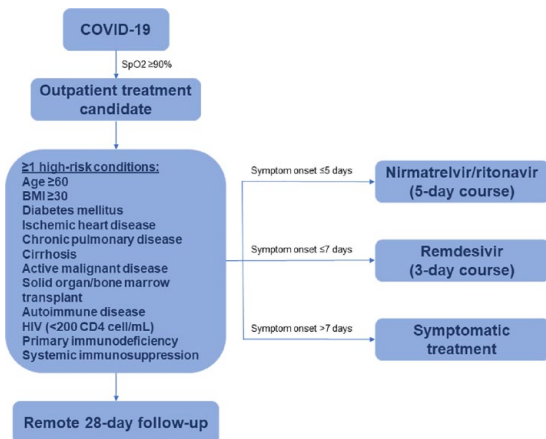 COVID-19
SpO2 ≥90%
Outpatient treatment
candidate
≥1 high-risk conditions:
Age ≥60
BMI ≥30
Diabetes mellitus
Ischemic heart disease
Chronic pulmonary disease
Cirrhosis
Active malignant disease
Solid organ/bone marrow
transplant
Autoimmune disease
HIV (<200 CD4 cell/mL)
Primary immunodeficiency
Systemic immunosuppression
Symptom onset ≤5 days
Nirmatrelvir/ritonavir
(5-day course)
Symptom onset ≤7 days
Remdesivir
(3-day course)
Symptom onset >7 days
Symptomatic
treatment
Remote 28-day follow-up